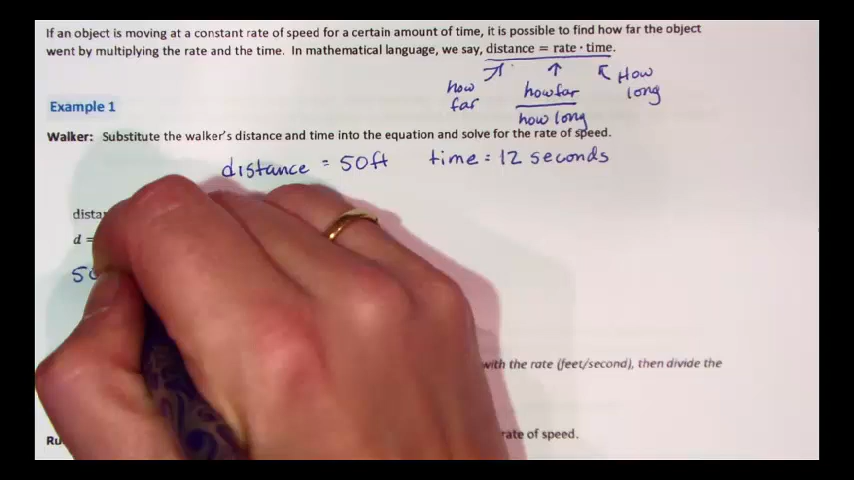 If an object is moving at a constant rate of speed for a certain amount of time, it is possible to find how far the object
went by multiplying the rate and the time. In mathematical language, we say, distance = rate · time.
how far
how far
how long
How long
Example 1
Walker: Substitute the walker's distance and time into the equation and solve for the rate of speed.
distance = 50ft time = 12 seconds
d =
with the rate (feet/second), then divide the
rate of speed.